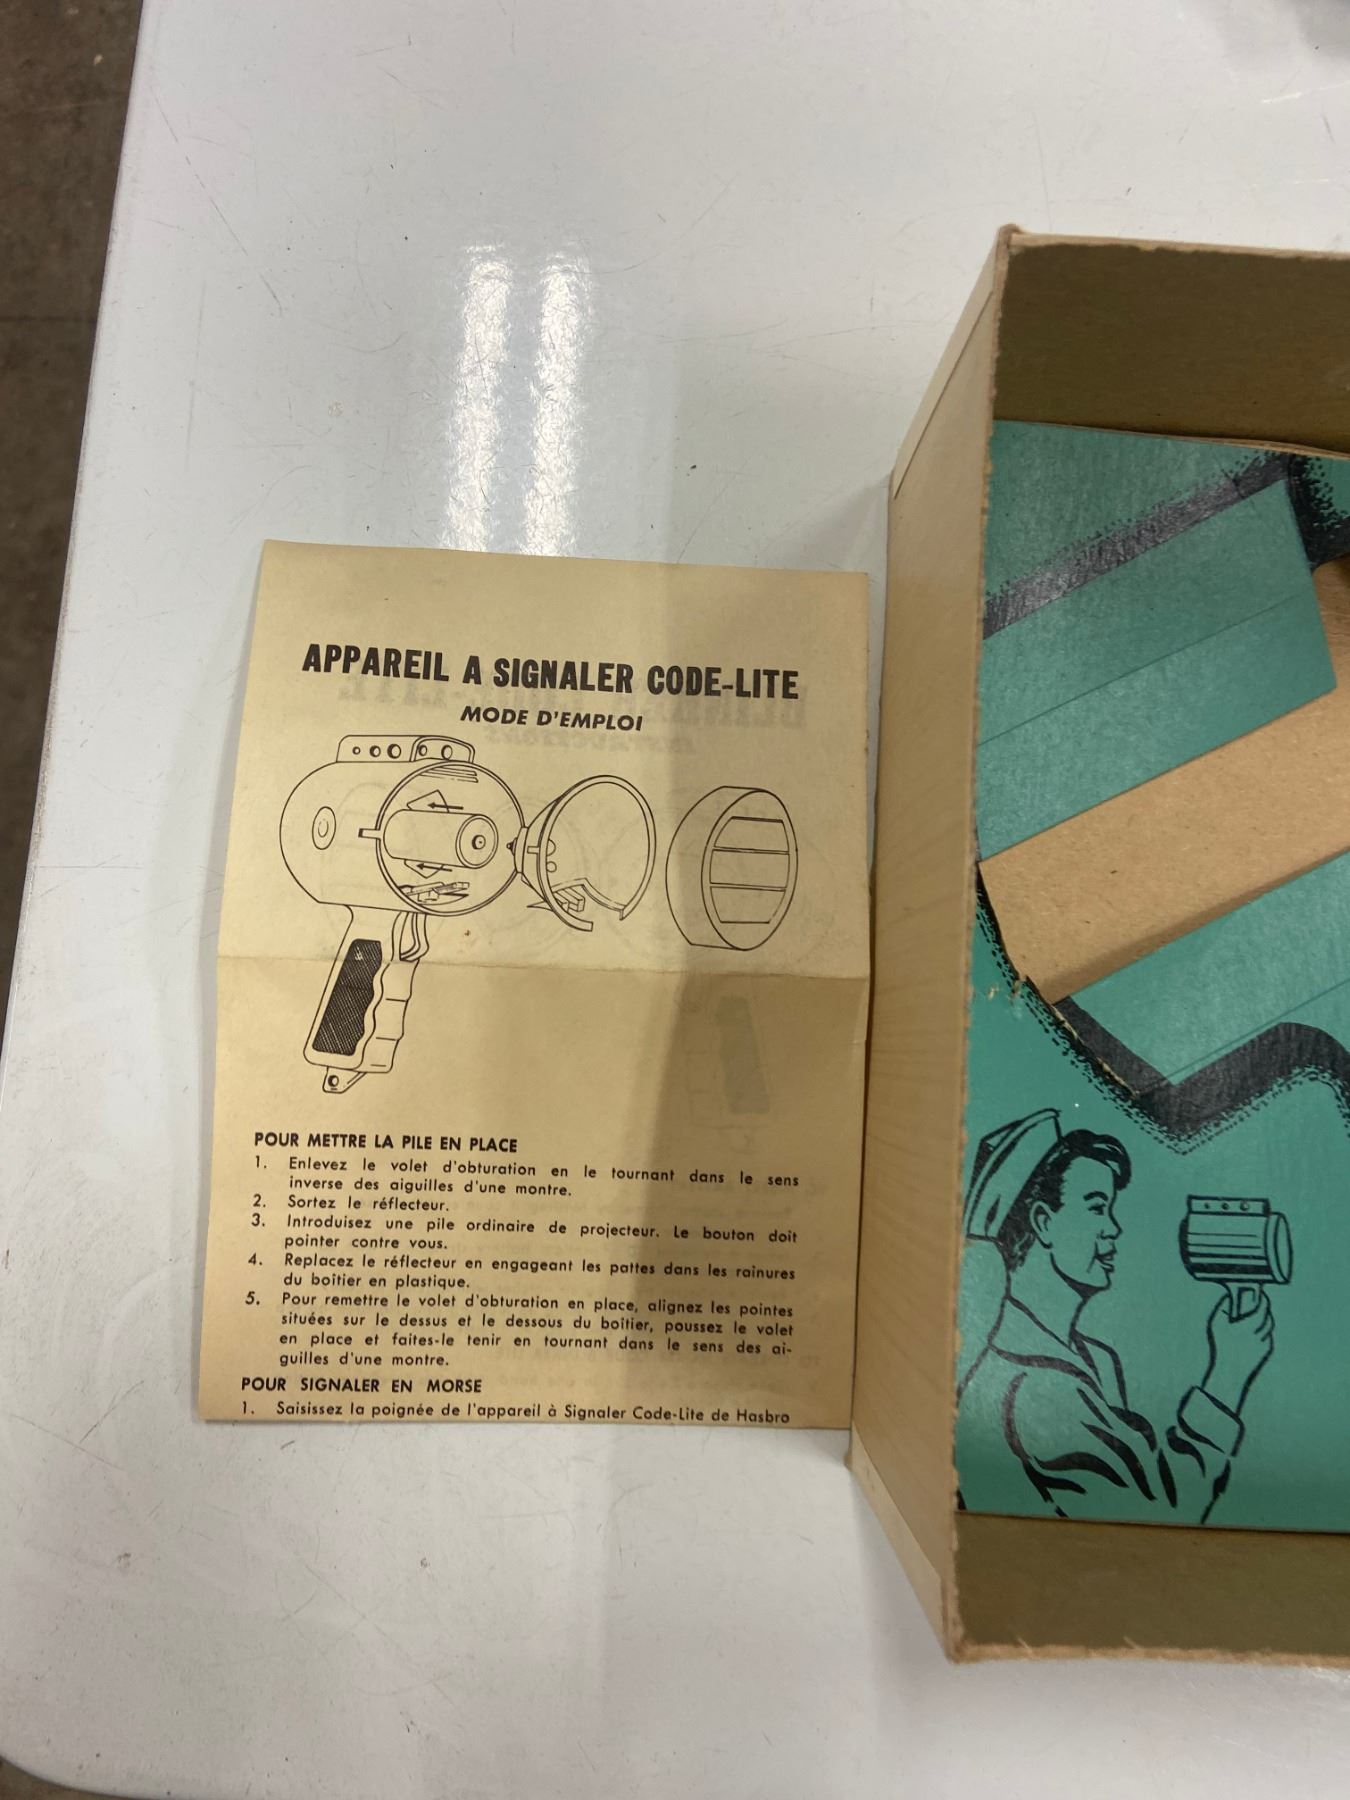 APPAREIL A SIGNALER CODE-LITE
MODE D'EMPLOI
POUR METTRE LA PILE EN PLACE
1. Enlevez le volet d'obturation en le tournant dans le sens
inverse des aiguilles d'une montre.
2. Sortez le réflecteur.
3. Introduisez une pile ordinaire de projecteur. Le bouton doit
pointer contre vous.
4. Replacez le réflecteur en engageant les pattes dans les rainures
du boîtier en plastique.
5. Pour remettre le volet d'obturation en place, alignez les pointes
situées sur le dessus et le dessous du boîtier, poussez le volet
en place et faites-le tenir en tournant dans le sens des ai-
guilles d'une montre.
POUR SIGNALER EN MORSE
1. Saisissez la poignée de l'appareil à Signaler Code-Lite de Hasbro